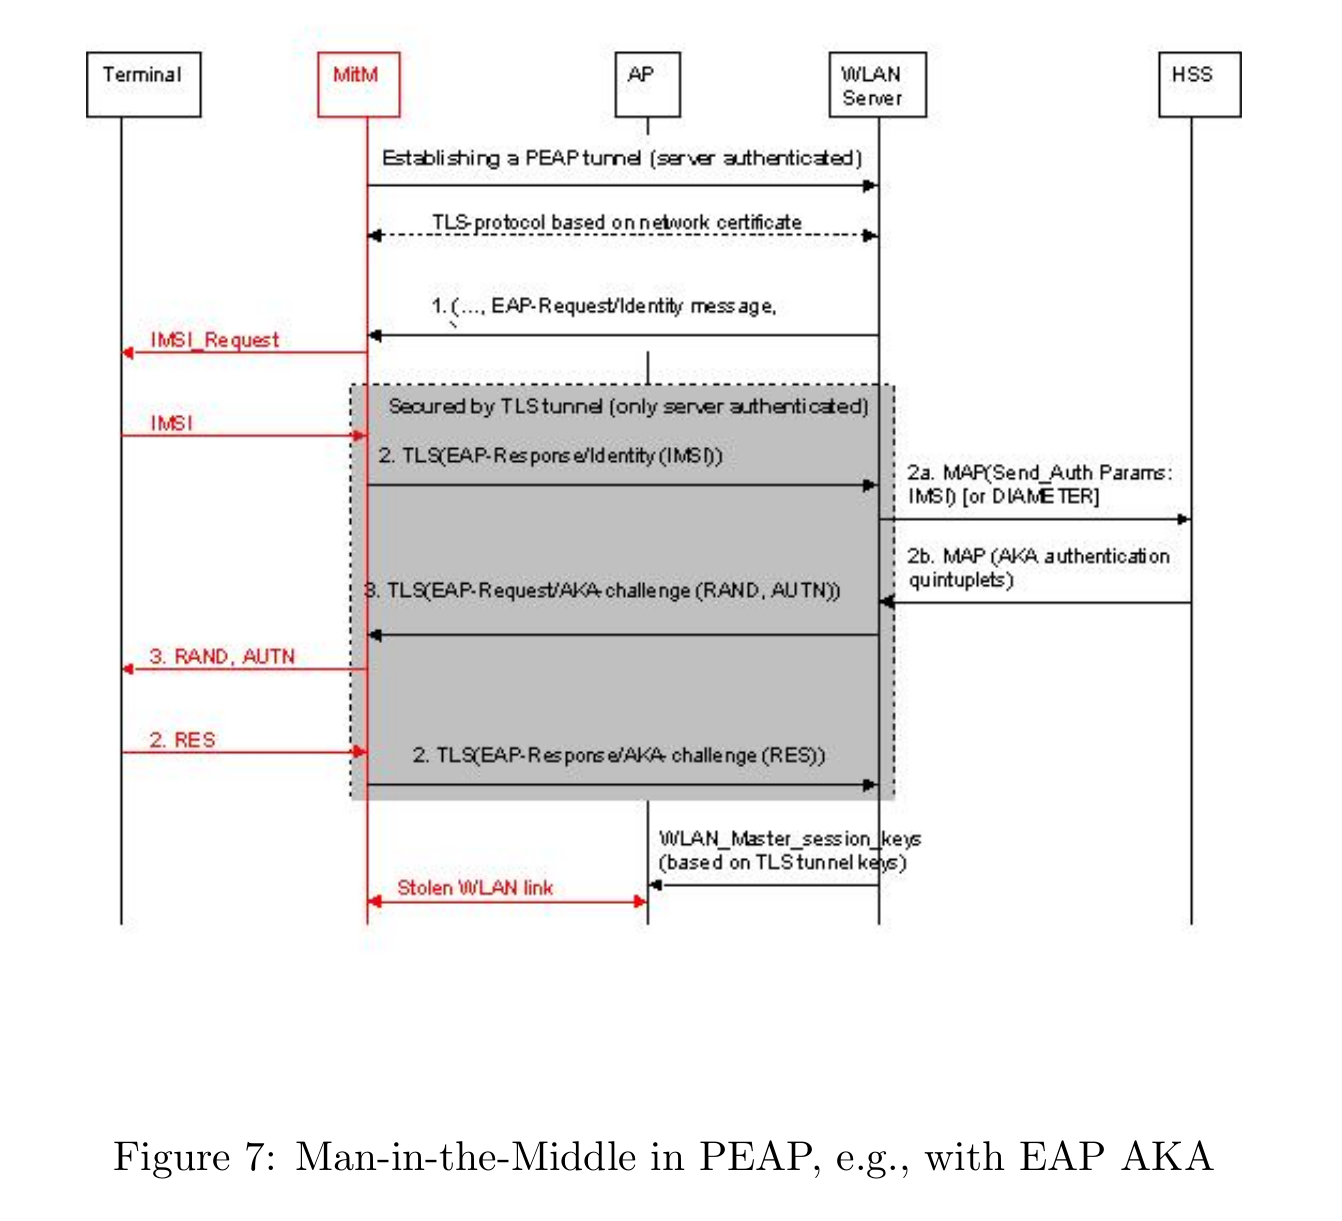 Terminal
MitM
AP
WLAN
Server
HSS
Establishing a PEAP tunnel (server authenticated)
TLS-protocol based on network certificate
1. (..., EAP-Request/Identity message,
IMSI_Request
Secured by TLS tunnel (only server authenticated)
IMSI
2. TLS(EAP-Response/Identity (IMSI))
2a. MAP(Send_Auth Params:
IMSI) [or DIAMETER]
2b. MAP (AKA authentication
quintuplets)
3. TLS(EAP-Request/AKA-challenge (RAND, AUTN))
3. RAND, AUTN
2. RES
2. TLS(EAP-Response/AKA- challenge (RES))
WLAN_Master_session_keys
(based on TLS tunnel keys)
Stolen WLAN link
Figure 7: Man-in-the-Middle in PEAP, e.g., with EAP AKA